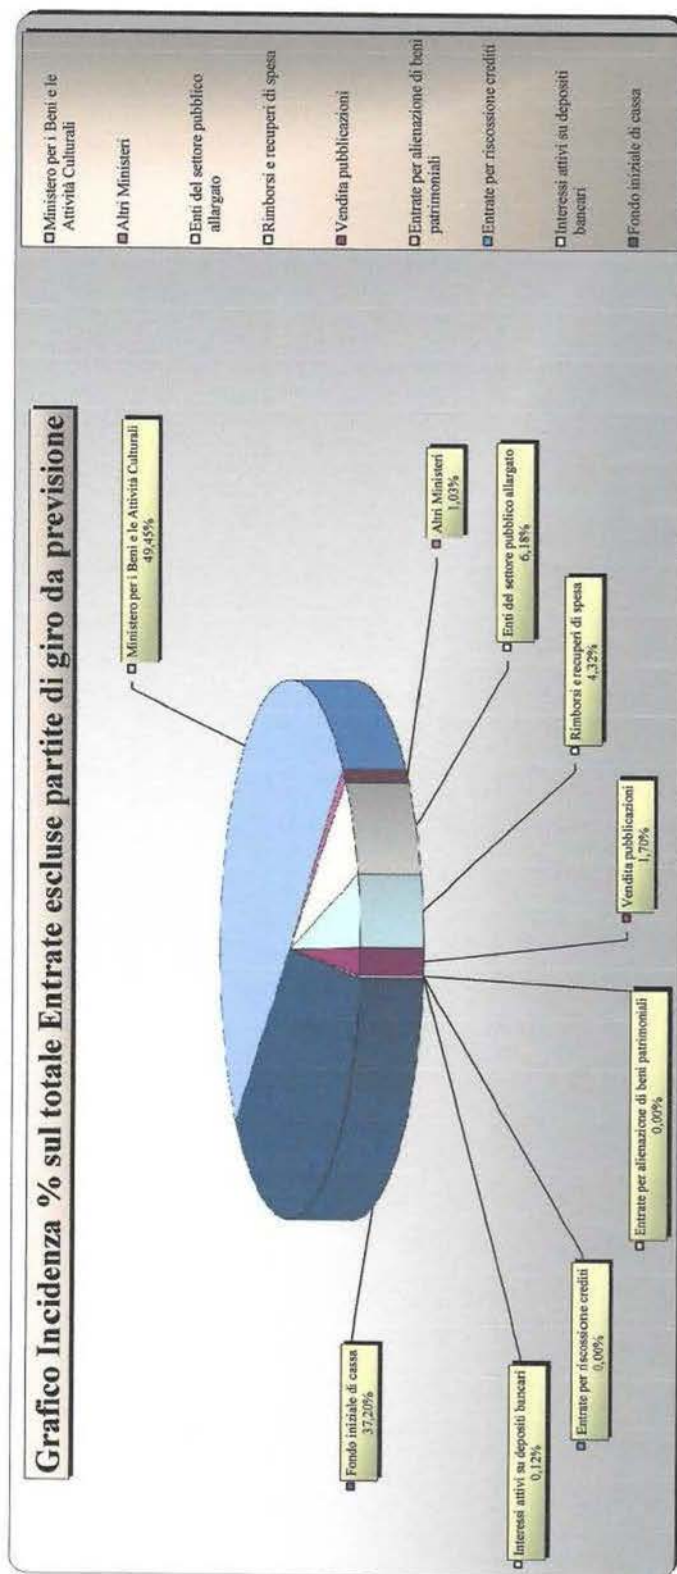 Grafico Incidenza % sul totale Entrate escluse partite di giro da previsione
Ministero per i Beni e le Attività Culturali
49,45%
Altri Ministeri
1,03%
Enti del settore pubblico allargato
6,18%
Rimborsi e recuperi di spesa
4,32%
Vendita pubblicazioni
1,70%
Entrate per alienazione di beni patrimoniali
0,00%
Entrate per riscossione crediti
0,00%
Interessi attivi su depositi bancari
0,12%
Fondo iniziale di cassa
37,20%
Ministero per i Beni e le
Attività Culturali
Altri Ministeri
Enti del settore pubblico
allargato
Rimborsi e recuperi di spesa
Vendita pubblicazioni
Entrate per alienazione di beni
patrimoniali
Entrate per riscossione crediti
Interessi attivi su depositi
bancari
Fondo iniziale di cassa